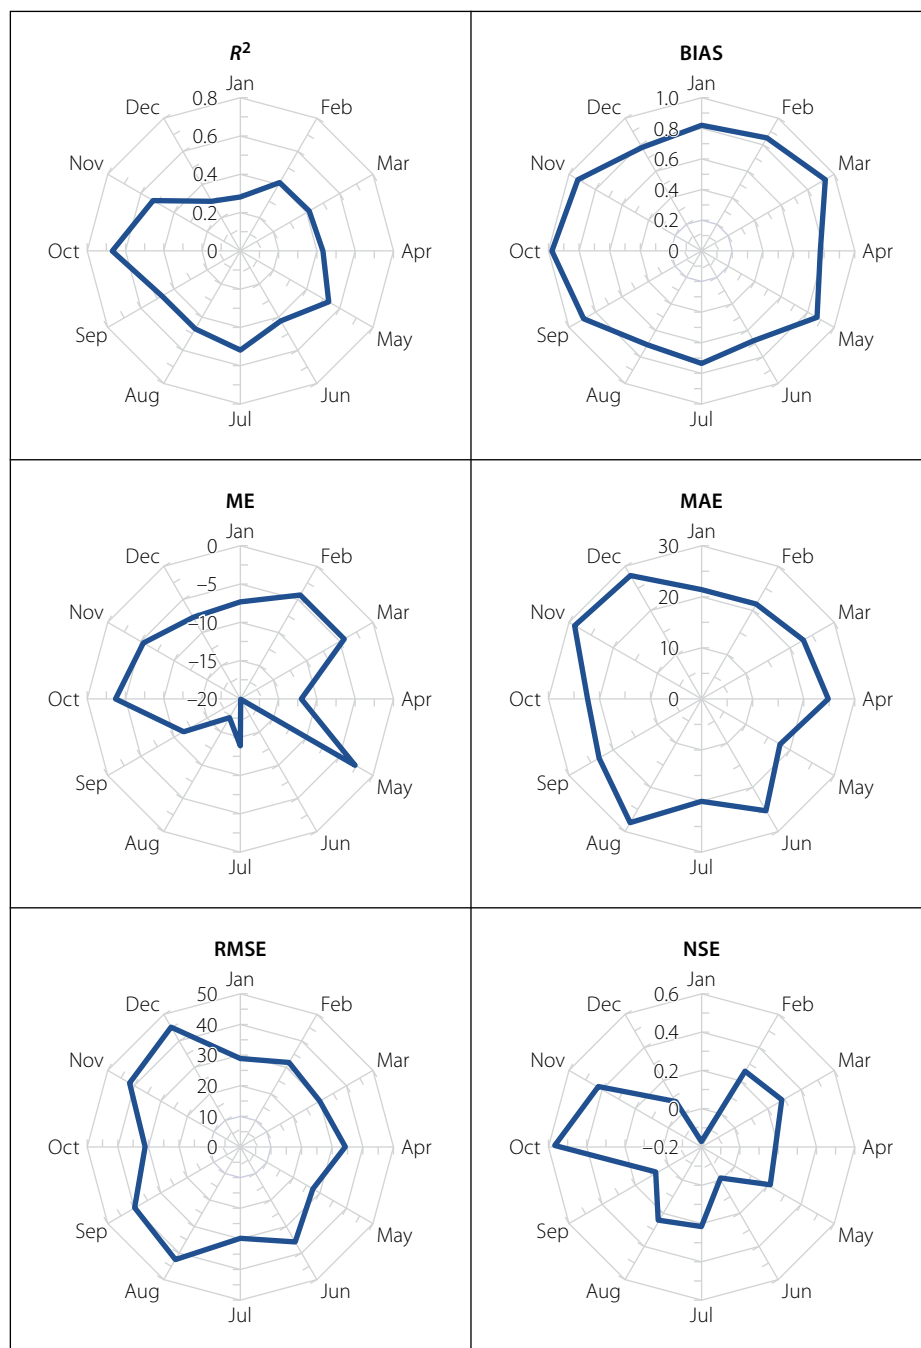 R²
Jan
Feb
Mar
Apr
May
Jun
Jul
Aug
Sep
Oct
Nov
Dec
0.8
0.6
0.4
0.2
0
BIAS
Jan
Feb
Mar
Apr
May
Jun
Jul
Aug
Sep
Oct
Nov
Dec
1.0
0.8
0.6
0.4
0.2
0
ME
Jan
Feb
Mar
Apr
May
Jun
Jul
Aug
Sep
Oct
Nov
Dec
0
−5
−10
−15
−20
MAE
Jan
Feb
Mar
Apr
May
Jun
Jul
Aug
Sep
Oct
Nov
Dec
30
20
10
0
RMSE
Jan
Feb
Mar
Apr
May
Jun
Jul
Aug
Sep
Oct
Nov
Dec
50
40
30
20
10
0
NSE
Jan
Feb
Mar
Apr
May
Jun
Jul
Aug
Sep
Oct
Nov
Dec
0.6
0.4
0.2
0
−0.2